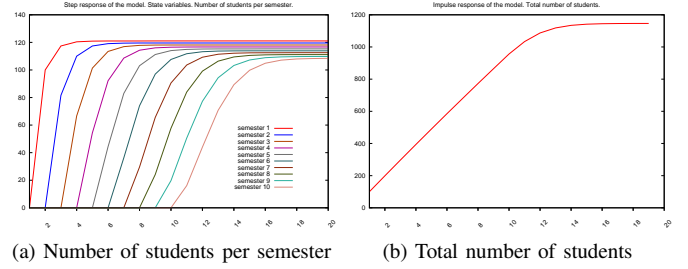 Step response of the model. State variables. Number of students per semester.
140
120
100
80
60
40
20
0
semester 1
semester 2
semester 3
semester 4
semester 5
semester 6
semester 7
semester 8
semester 9
semester 10
2
4
6
8
10
12
14
16
18
20
(a) Number of students per semester
Impulse response of the model. Total number of students.
1200
1000
800
600
400
200
0
2
4
6
8
10
12
14
16
18
20
(b) Total number of students